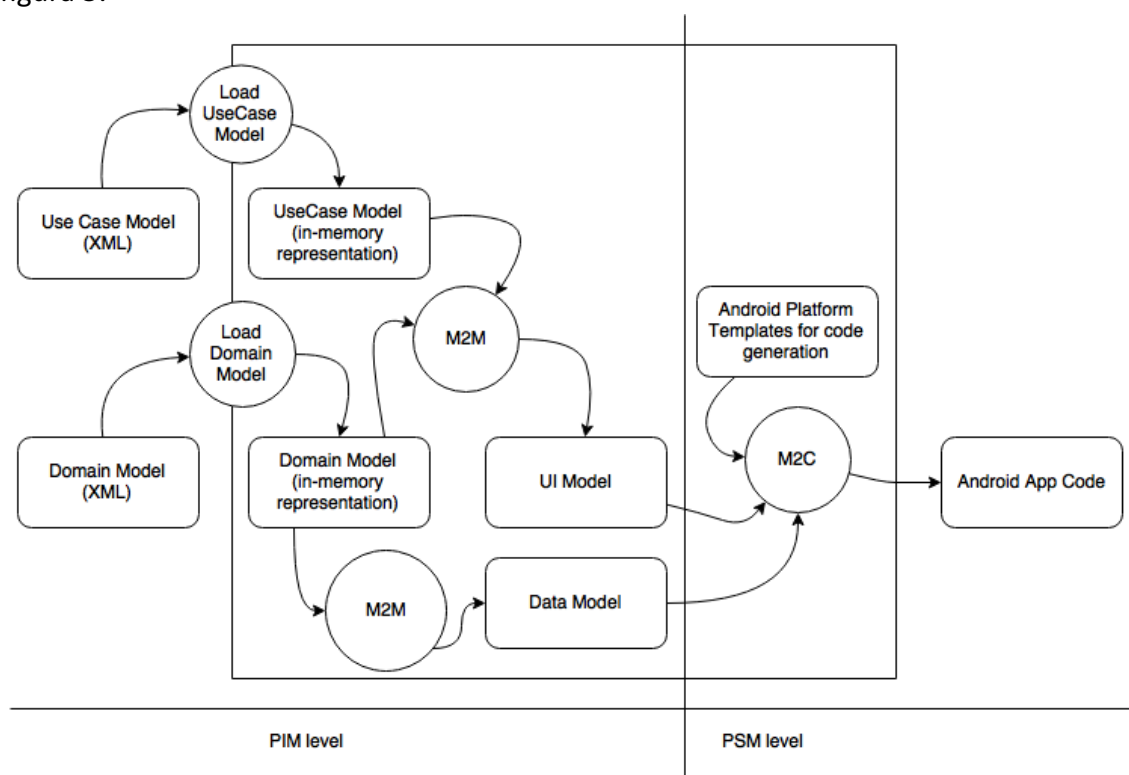 Load
UseCase
Model
Use Case Model
(XML)
UseCase Model
(in-memory
representation)
Load
Domain
Model
M2M
Android Platform
Templates for code
generation
Domain Model
(XML)
Domain Model
(in-memory
representation)
UI Model
M2C
Android App Code
M2M
Data Model
PIM level
PSM level